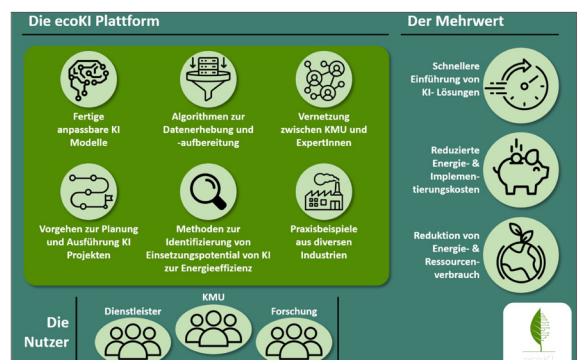 Die ecoKI Plattform
Fertige
anpassbare KI
Modelle
Algorithmen zur
Datenerhebung und
-aufbereitung
Vernetzung
zwischen KMU und
ExpertInnen
Vorgehen zur Planung
und Ausführung KI
Projekten
Methoden zur
Identifizierung von
Einsetzungspotential von KI
zur Energieeffizienz
Praxisbeispiele
aus diversen
Industrien
Der Mehrwert
Schnellere
Einführung von
KI- Lösungen
Reduzierte
Energie- &
Implemen-
tierungskosten
Reduktion von
Energie- &
Ressourcen-
verbrauch
Die
Nutzer
Dienstleister
KMU
Forschung